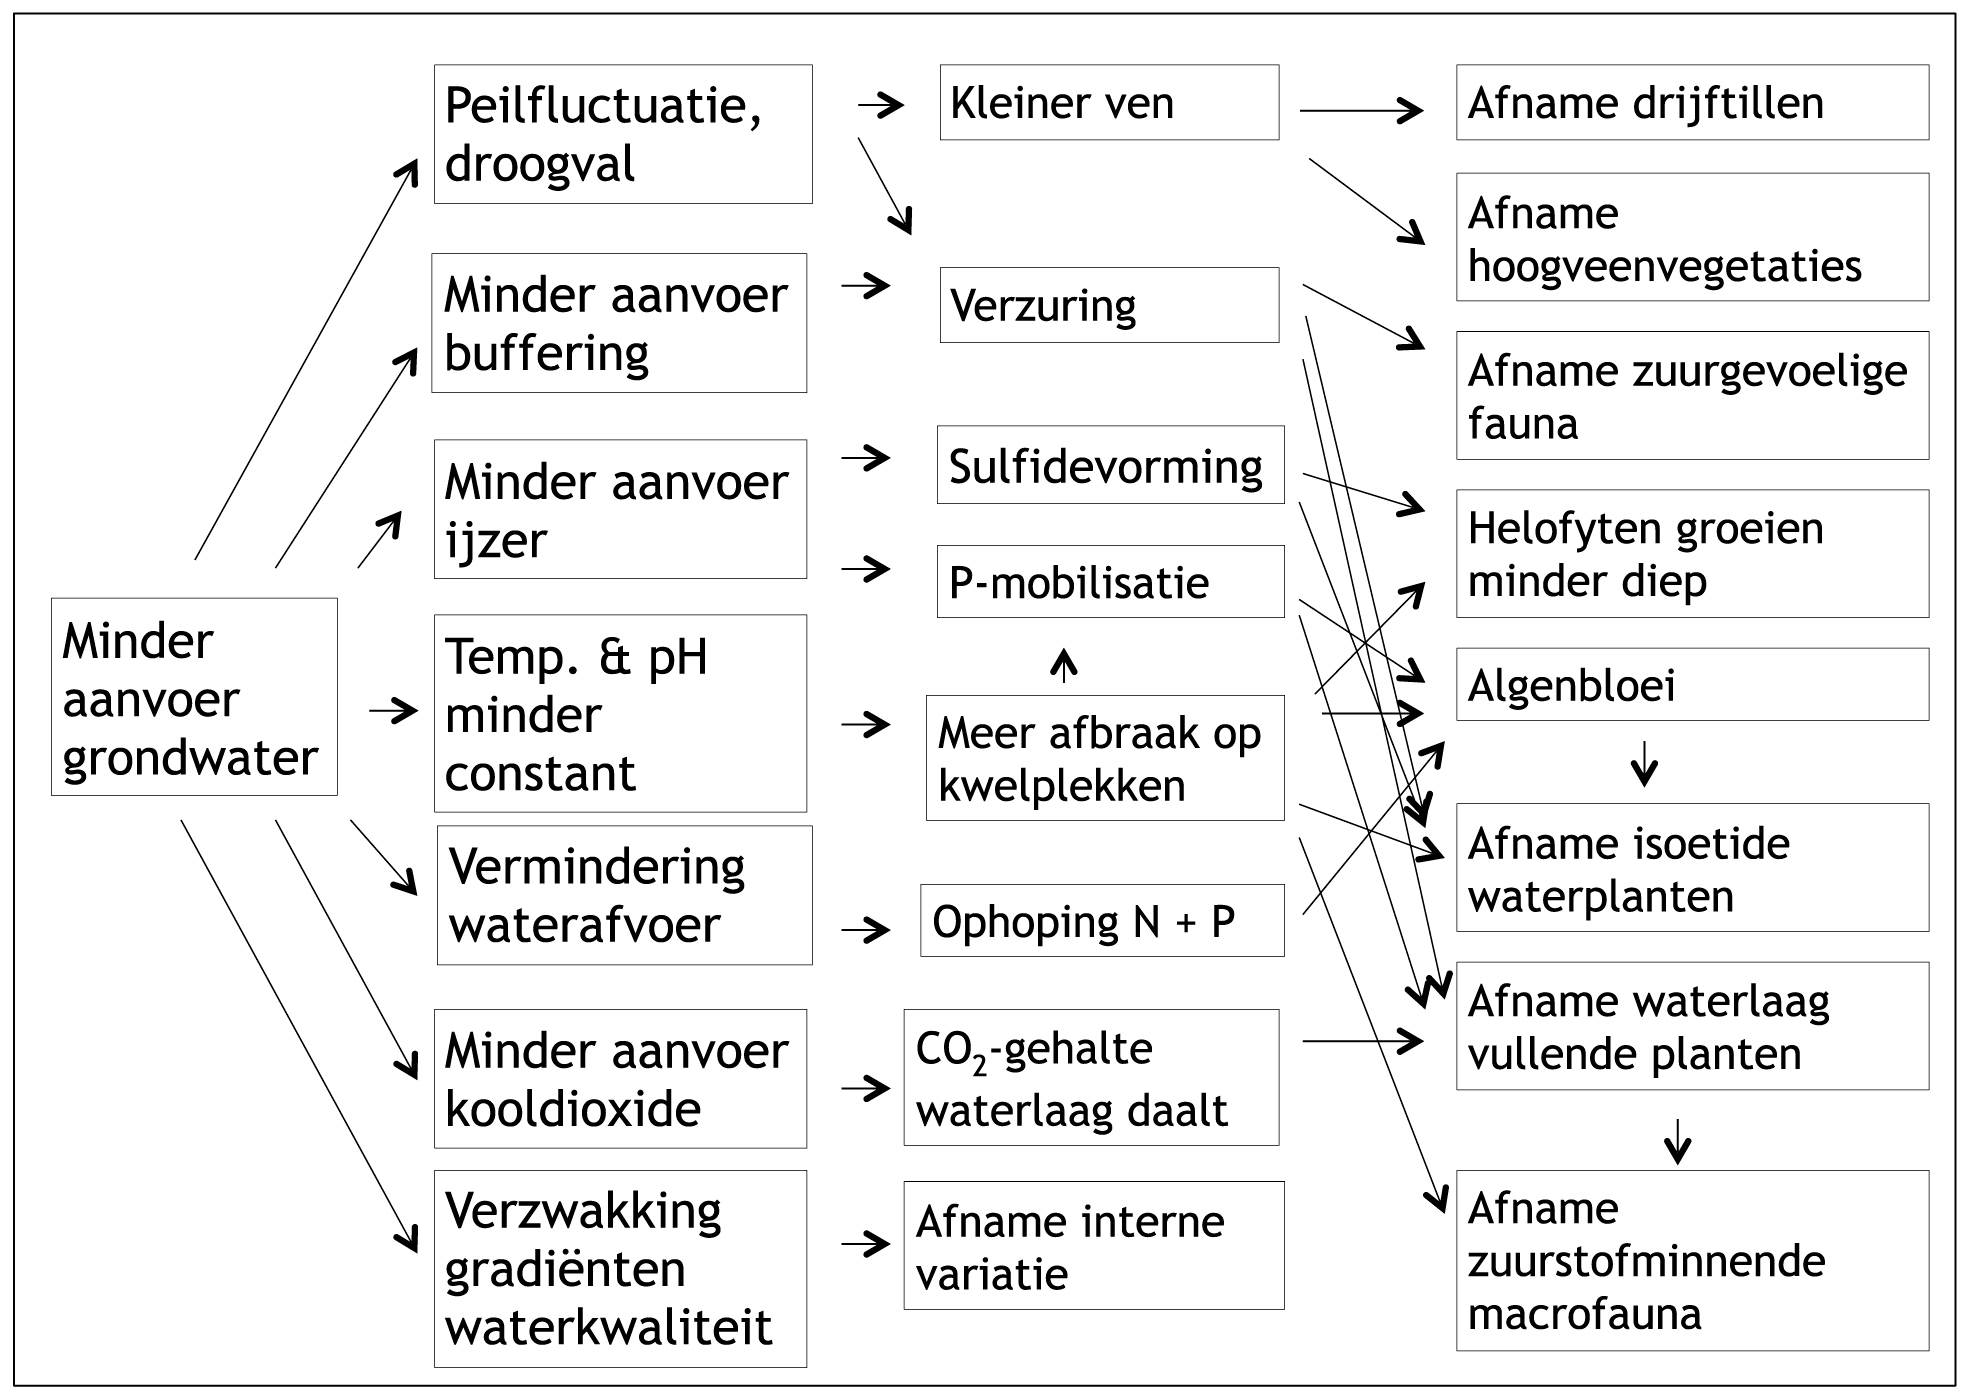 Minder
aanvoer
grondwater
Peilfluctuatie,
droogval
Minder aanvoer
buffering
Minder aanvoer
ijzer
Temp. & pH
minder
constant
Vermindering
waterafvoer
Minder aanvoer
kooldioxide
Verzwakking
gradiënten
waterkwaliteit
Kleiner ven
Verzuring
Sulfidevorming
P-mobilisatie
Meer afbraak op
kwelplekken
Ophoping N + P
CO2-gehalte
waterlaag daalt
Afname interne
variatie
Afname drijftillen
Afname
hoogveenvegetaties
Afname zuurgevoelige
fauna
Helofyten groeien
minder diep
Algenbloei
Afname isoetide
waterplanten
Afname waterlaag
vullende planten
Afname
zuurstofminnende
macrofauna